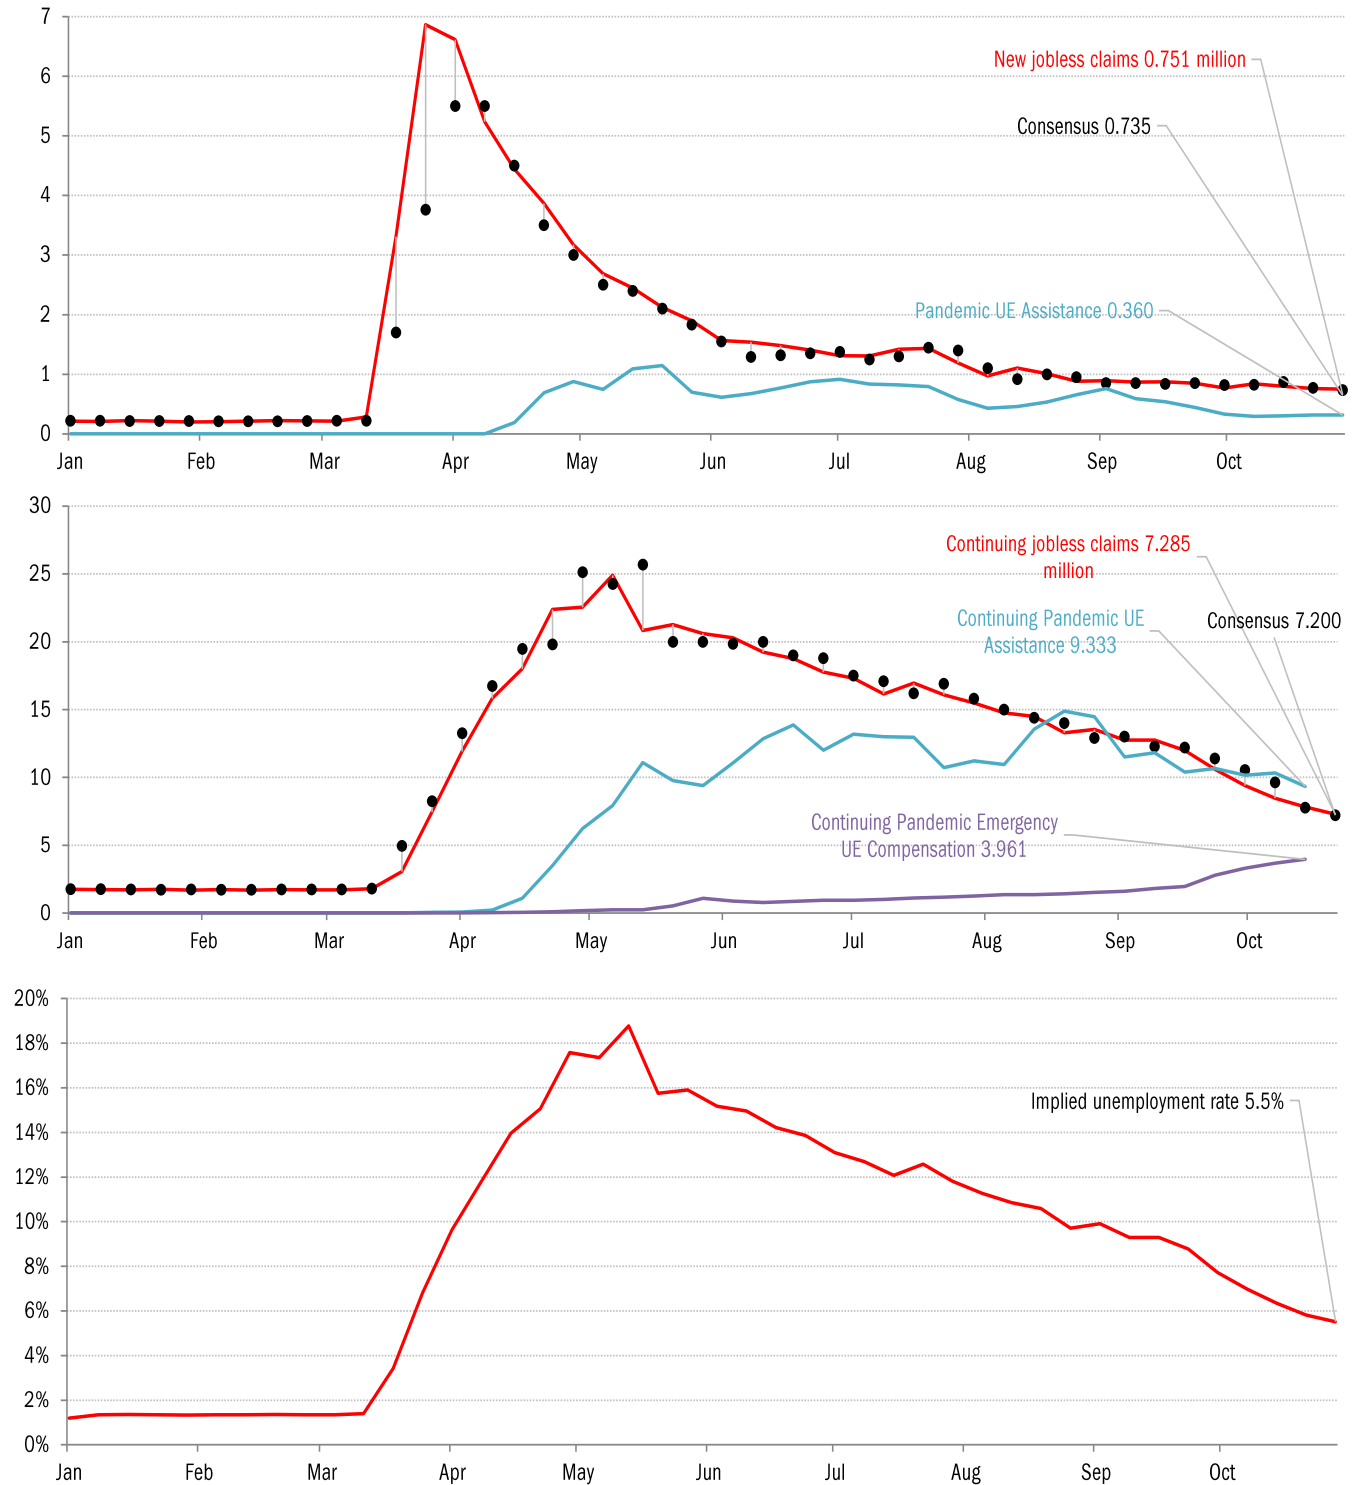 7
6
5
4
3
2
1
0
New jobless claims 0.751 million
Consensus 0.735
Pandemic UE Assistance 0.360
Jan Feb Mar Apr May Jun Jul Aug Sep Oct
30
25
20
15
10
5
0
Continuing jobless claims 7.285
million
Continuing Pandemic UE
Assistance 9.333
Consensus 7.200
Continuing Pandemic Emergency
UE Compensation 3.961
Jan Feb Mar Apr May Jun Jul Aug Sep Oct
20%
18%
16%
14%
12%
10%
8%
6%
4%
2%
0%
Implied unemployment rate 5.5%
Jan Feb Mar Apr May Jun Jul Aug Sep Oct